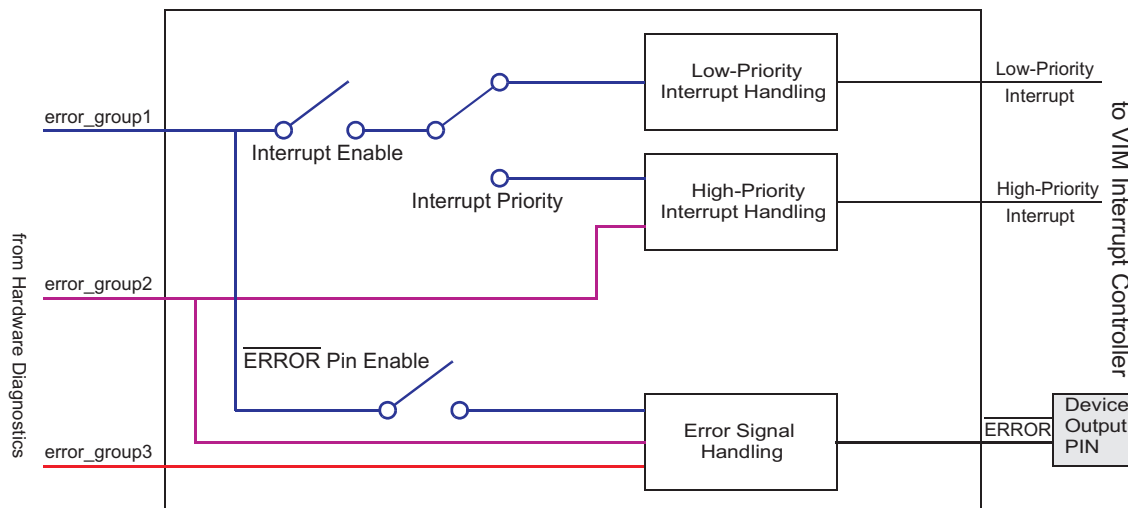 Low-Priority
Interrupt Handling
Low-Priority
Interrupt
error_group1
Interrupt Enable
High-Priority
Interrupt Handling
High-Priority
Interrupt
Interrupt Priority
to VIM Interrupt Controller
from Hardware Diagnostics
error_group2
ERROR Pin Enable
Error Signal
Handling
ERROR
Device
Output
PIN
error_group3